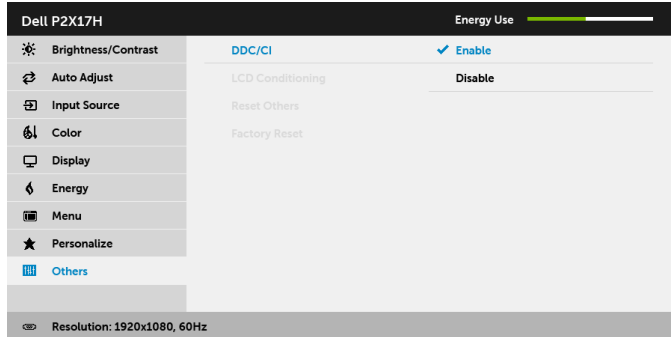 Dell P2X17H Energy Use
Brightness/Contrast DDC/CI Enable
Auto Adjust LCD Conditioning Disable
Input Source Reset Others
Color Factory Reset
Display
Energy
Menu
Personalize
Others
Resolution: 1920x1080, 60Hz